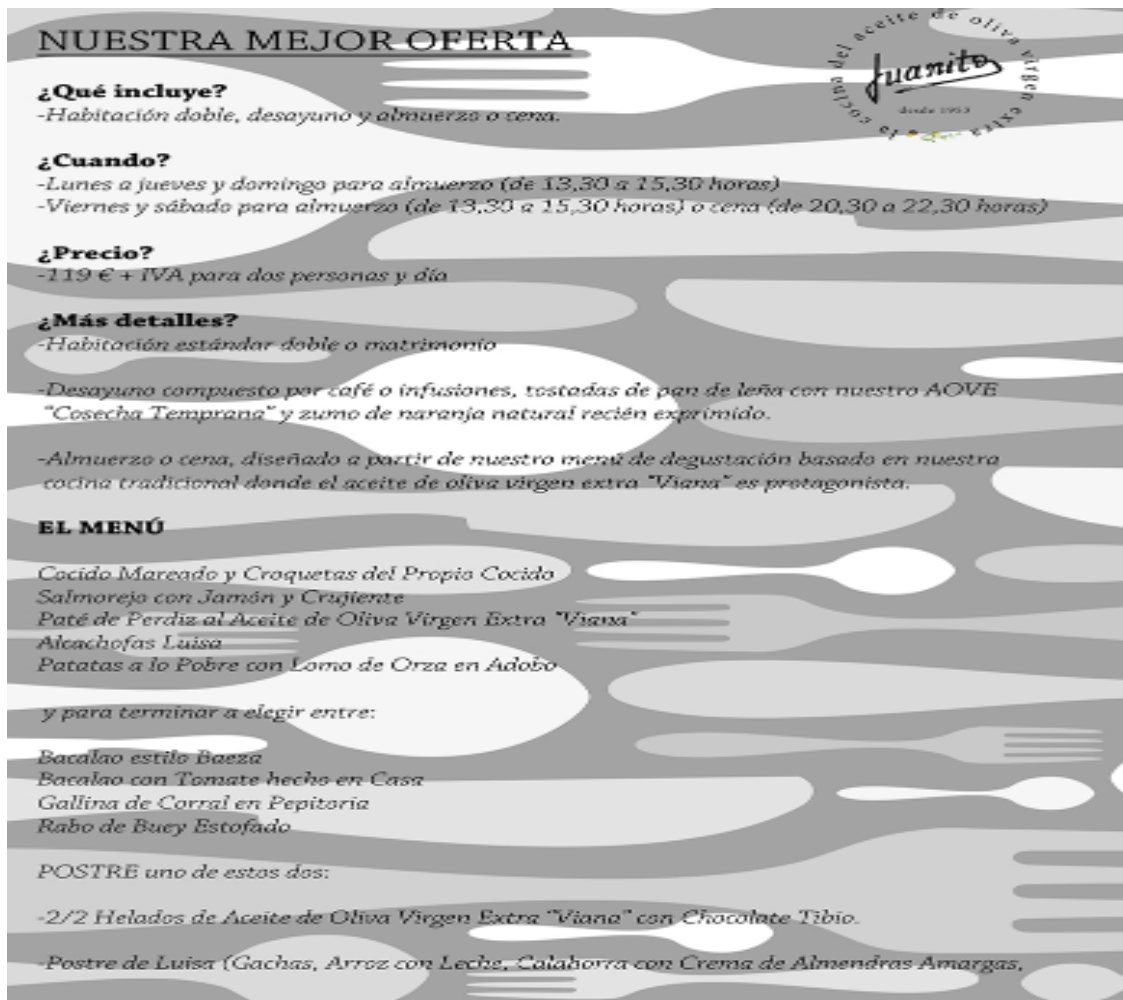 NUESTRA MEJOR OFERTA
la cocina del aceite de oliva virgen extra
Juanito
desde 1953
¿Qué incluye?
-Habitación doble, desayuno y almuerzo o cena.
¿Cuando?
-Lunes a jueves y domingo para almuerzo (de 13,30 a 15,30 horas)
-Viernes y sábado para almuerzo (de 13,30 a 15,30 horas) o cena (de 20,30 a 22,30 horas)
¿Precio?
-119 € + IVA para dos personas y día
¿Más detalles?
-Habitación estándar doble o matrimonio
-Desayuno compuesto por café o infusiones, tostadas de pan de leña con nuestro AOVE
"Cosecha Temprana" y zumo de naranja natural recién exprimido.
-Almuerzo o cena, diseñado a partir de nuestro menú de degustación basado en nuestra
cocina tradicional donde el aceite de oliva virgen extra "Viana" es protagonista.
EL MENÚ
Cocido Mareado y Croquetas del Propio Cocido
Salmorejo con Jamón y Crujiente
Paté de Perdiz al Aceite de Oliva Virgen Extra "Viana"
Alcachofas Luisa
Patatas a lo Pobre con Lomo de Orza en Adobo
y para terminar a elegir entre:
Bacalao estilo Baeza
Bacalao con Tomate hecho en Casa
Gallina de Corral en Pepitoria
Rabo de Buey Estofado
POSTRE uno de estos dos:
-2/2 Helados de Aceite de Oliva Virgen Extra "Viana" con Chocolate Tibio.
-Postre de Luisa (Gachas, Arroz con Leche, Calahorra con Crema de Almendras Amargas,